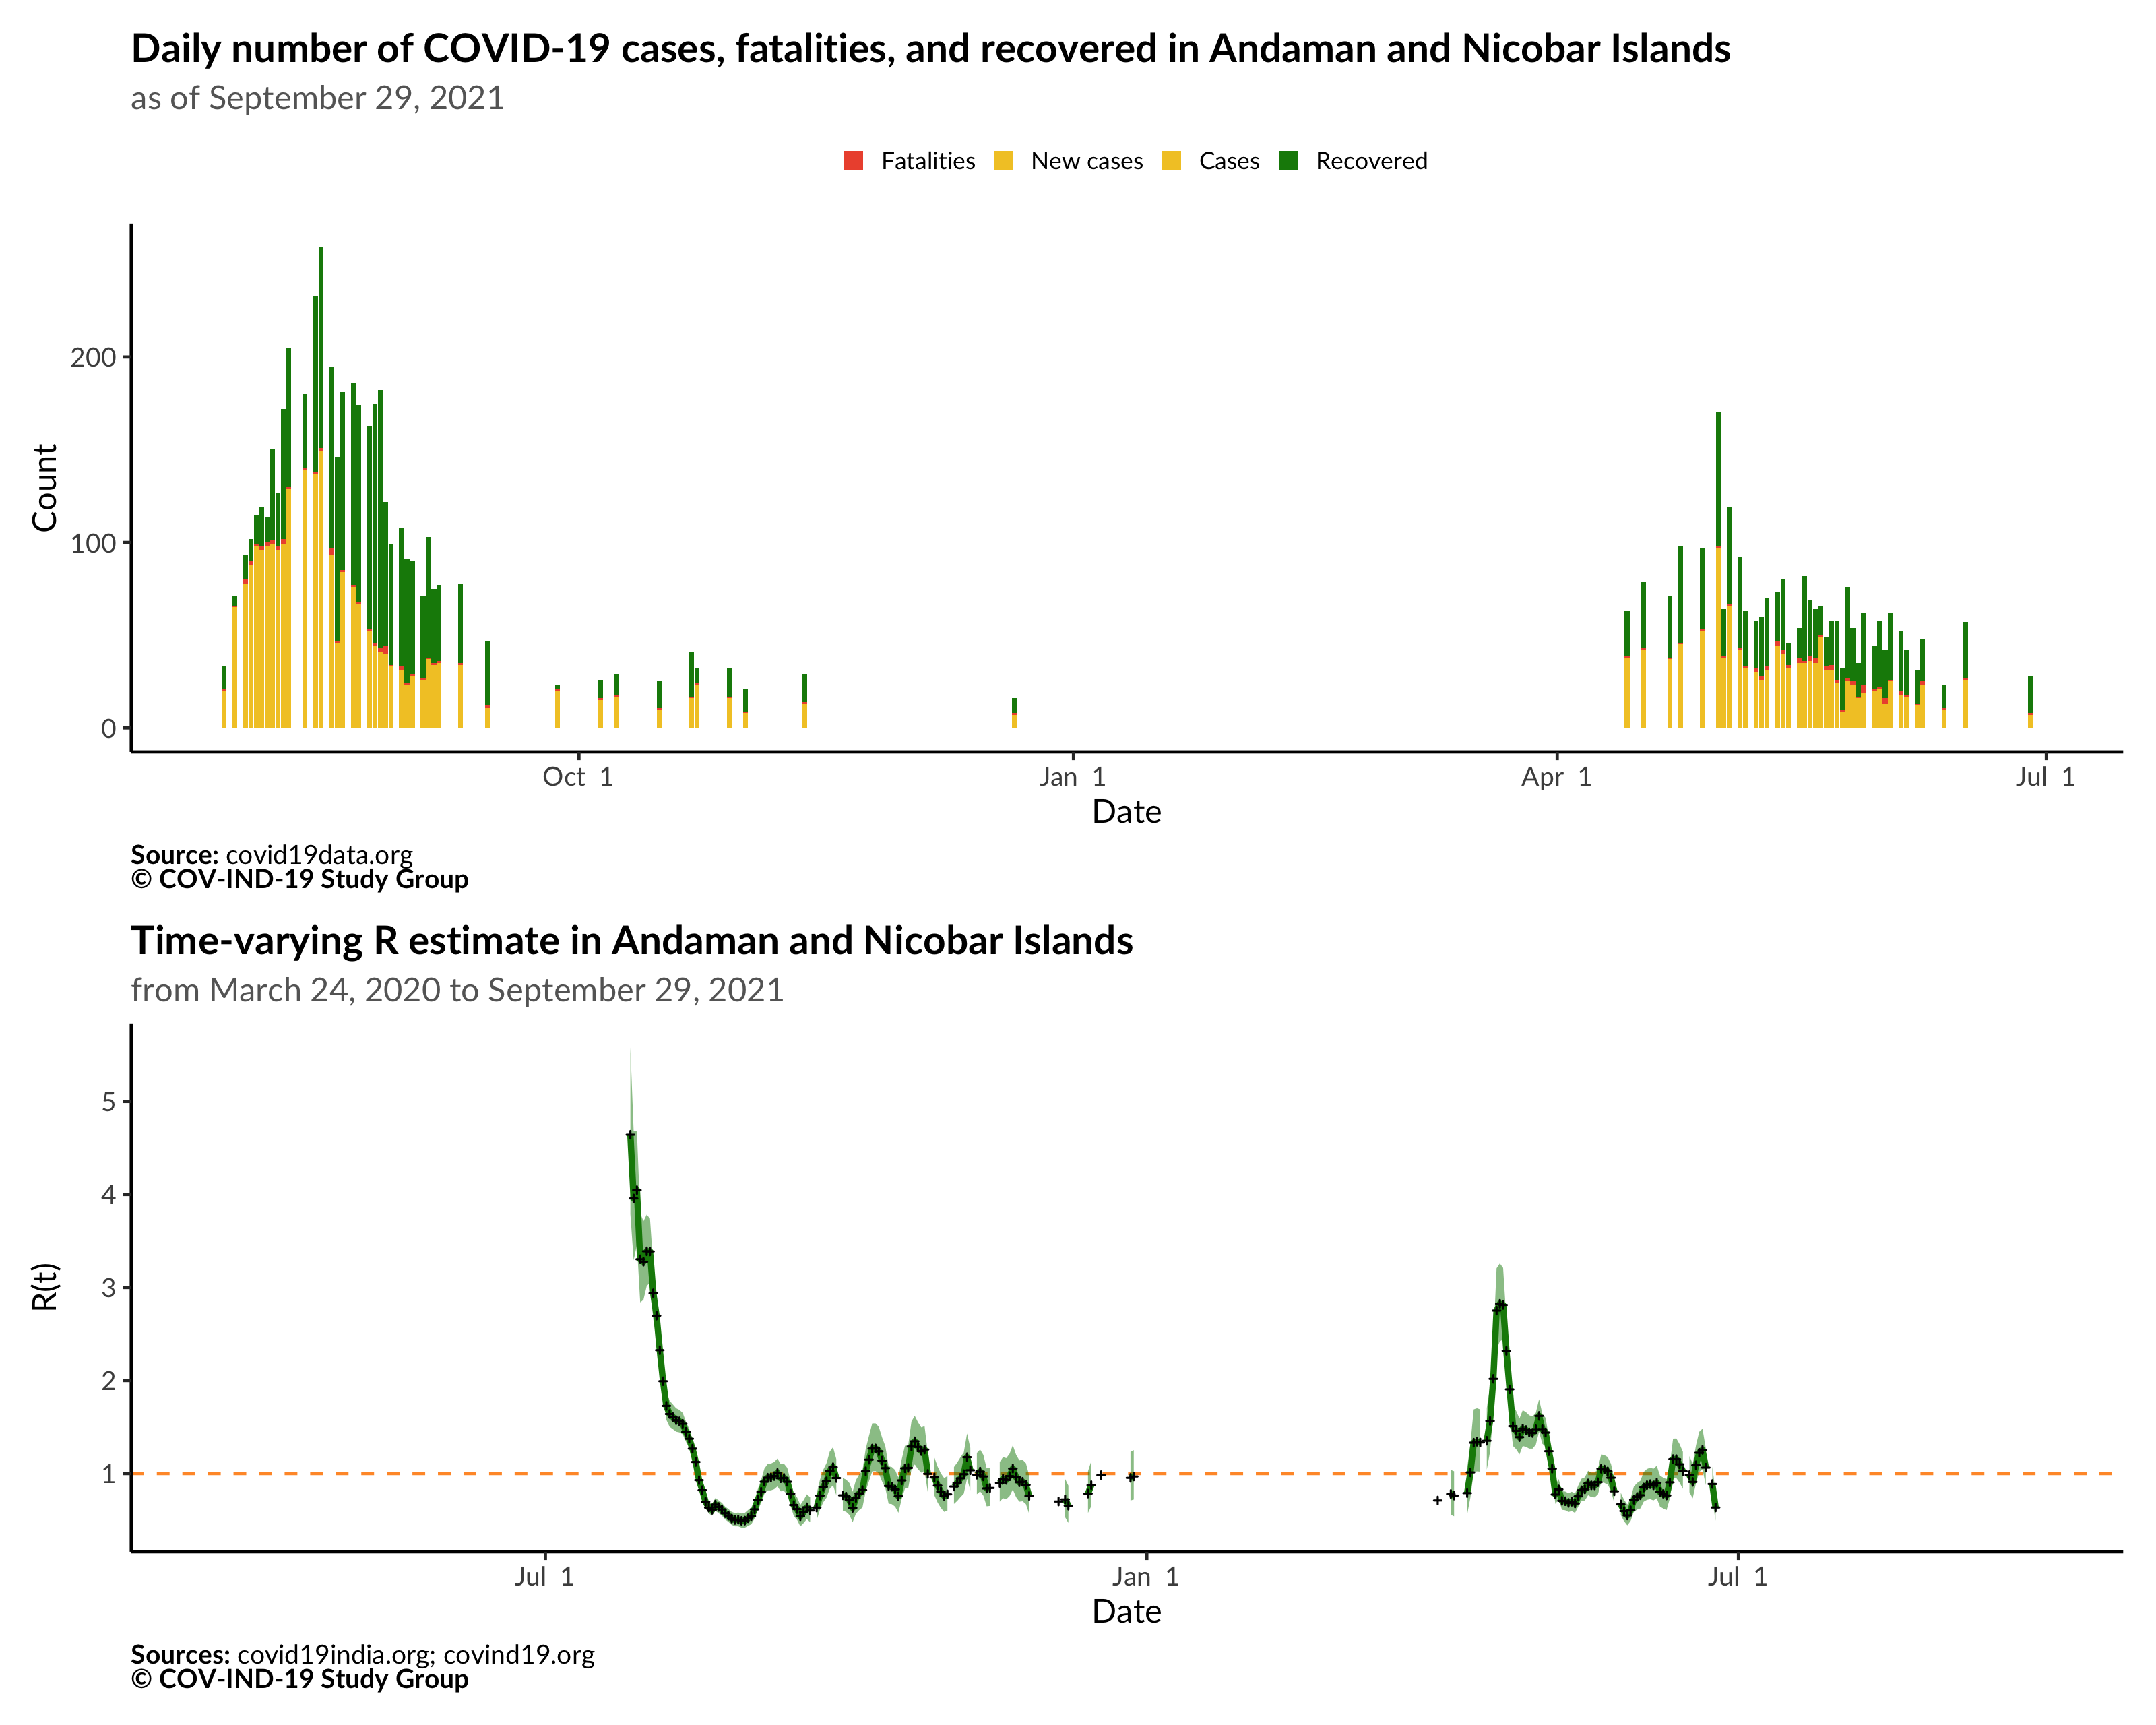 Daily number of COVID-19 cases, fatalities, and recovered in Andaman and Nicobar Islands
as of September 29, 2021
Fatalities New cases Cases Recovered
Count
200
100
0
Oct 1 Jan 1 Apr 1 Jul 1
Date
Source: covid19data.org
© COV-IND-19 Study Group
Time-varying R estimate in Andaman and Nicobar Islands
from March 24, 2020 to September 29, 2021
R(t)
5
4
3
2
1
Jul 1 Jan 1 Jul 1
Date
Sources: covid19india.org; covind19.org
© COV-IND-19 Study Group